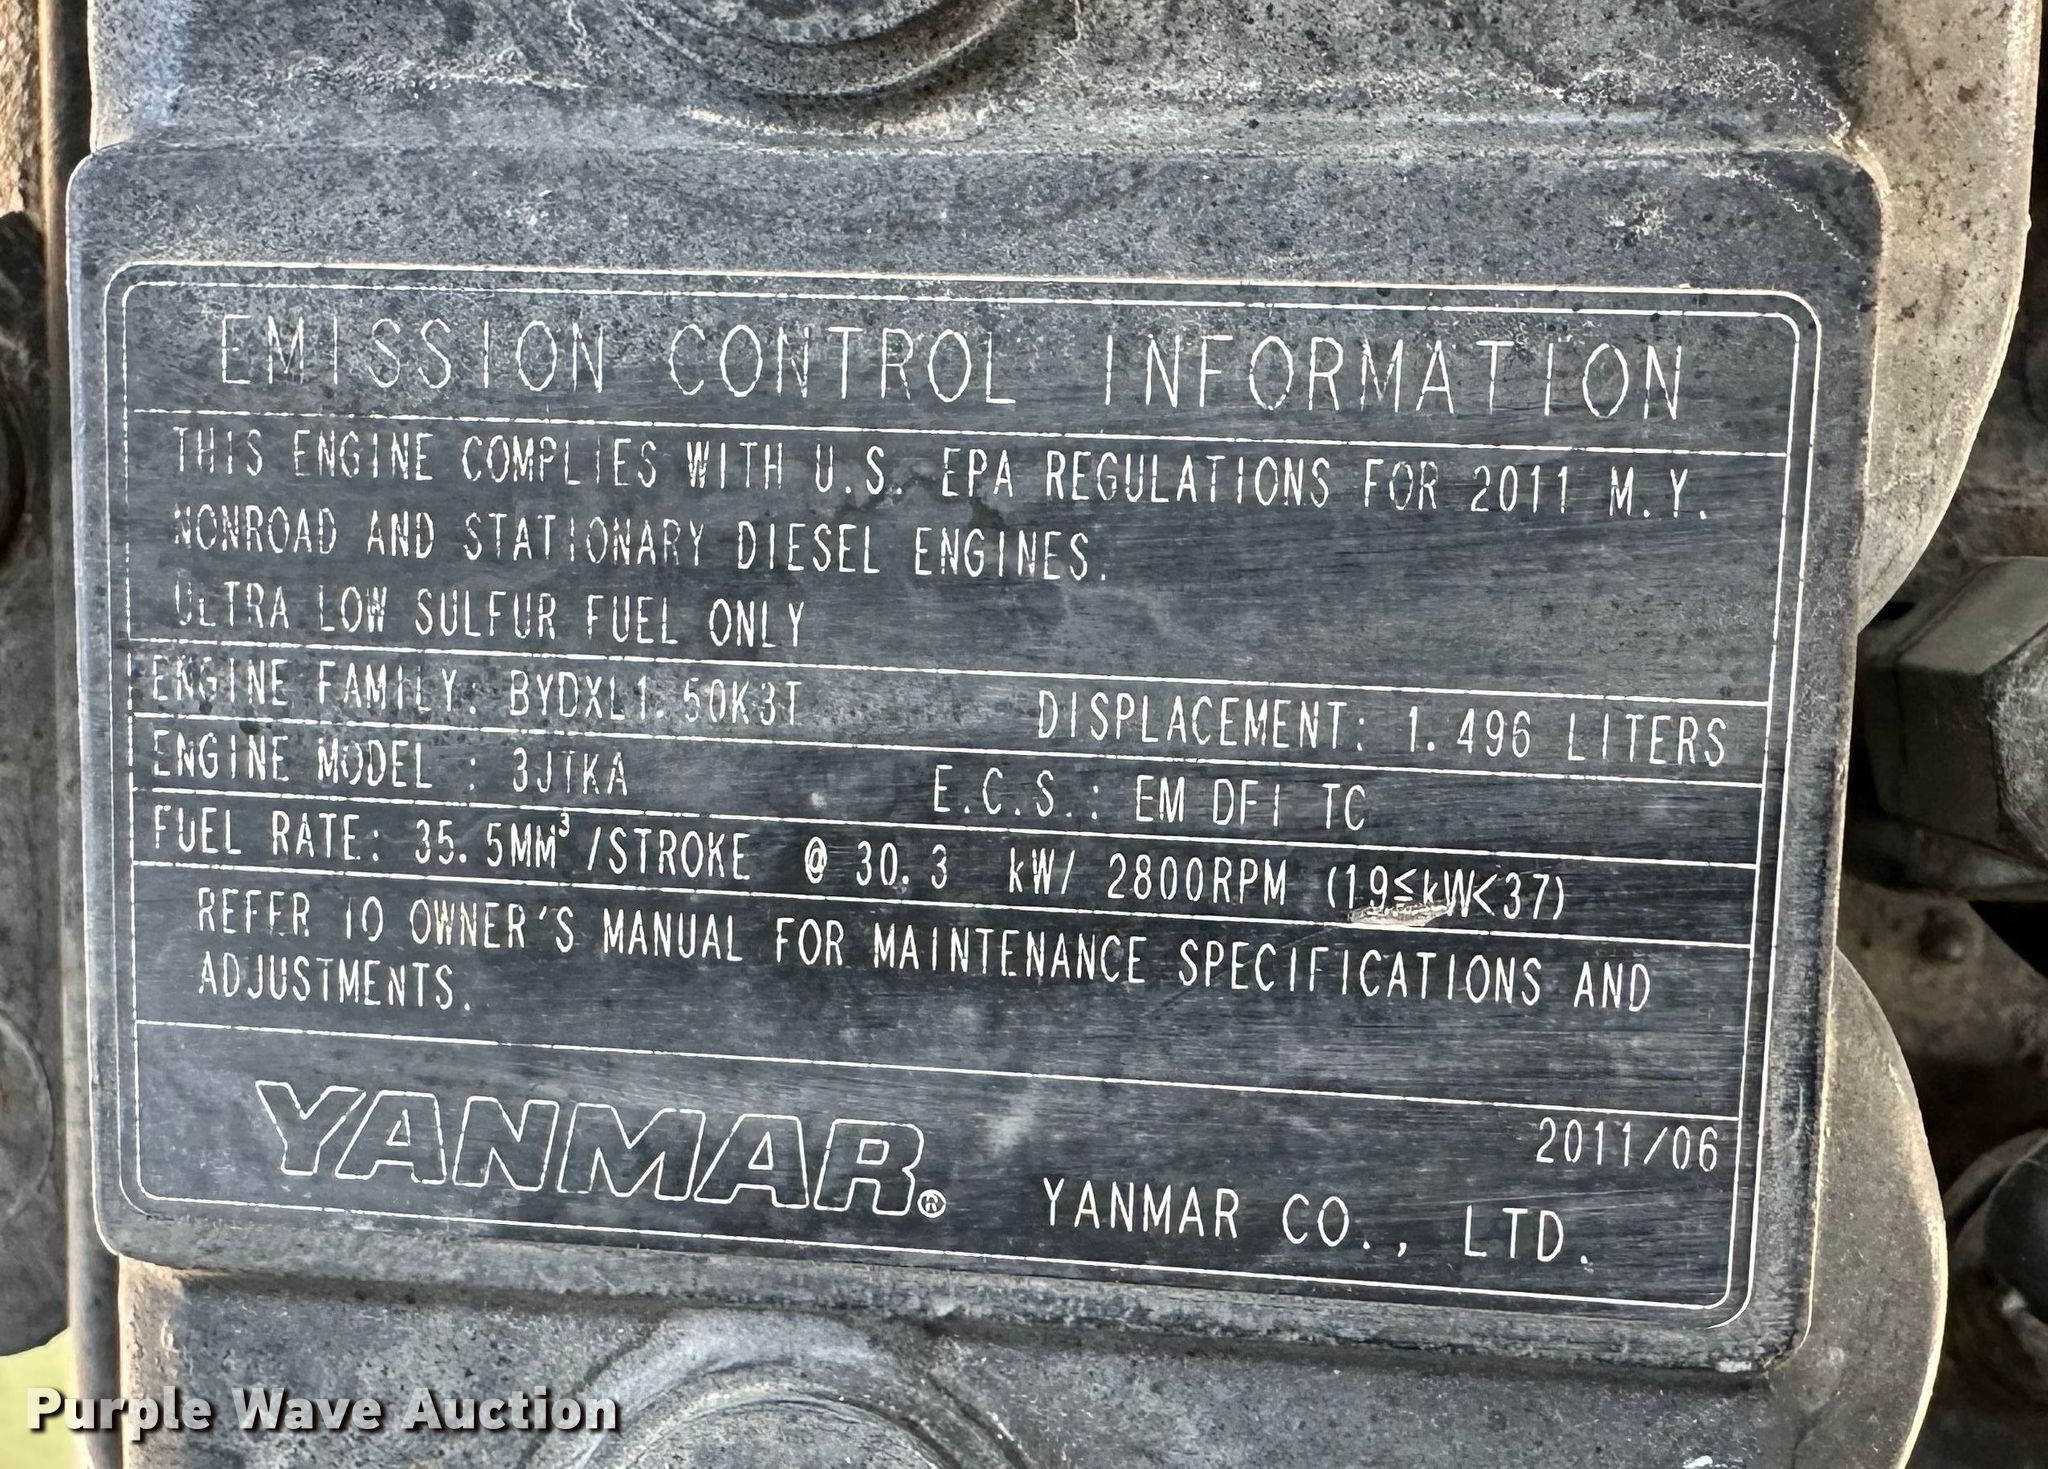 EMISSION CONTROL INFORMATION
THIS ENGINE COMPLIES WITH U.S. EPA REGULATIONS FOR 2011 M.Y.
NONROAD AND STATIONARY DIESEL ENGINES.
ULTRA LOW SULFUR FUEL ONLY
ENGINE FAMILY: BYDXL1.50K3T DISPLACEMENT: 1.496 LITERS
ENGINE MODEL : 3JTKA E.C.S.: EM DFI TC
FUEL RATE: 35.5MM³/STROKE @ 30.3 kW/ 2800RPM (19≤kW<37)
REFER TO OWNER'S MANUAL FOR MAINTENANCE SPECIFICATIONS AND
ADJUSTMENTS.
2011/06
YANMAR® YANMAR CO., LTD.
Purple Wave Auction